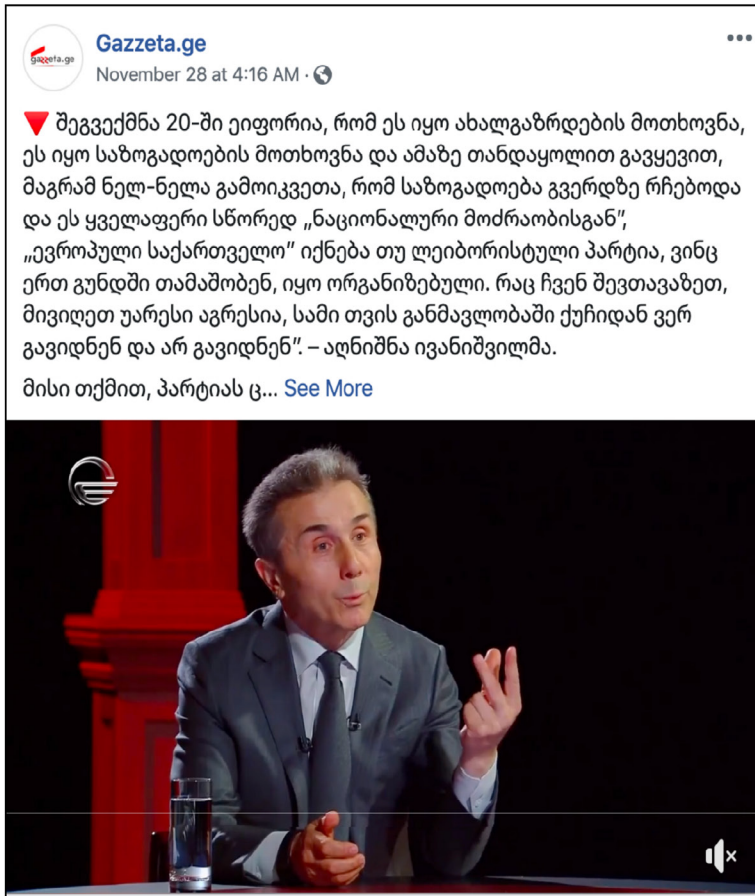 Gazzeta.ge
gazzeta.ge
November 28 at 4:16 AM ·
შეგვექმნა 20-ში ეიფორია, რომ ეს იყო ახალგაზრდების მოთხოვნა,
ეს იყო საზოგადოების მოთხოვნა და ამაზე თანდაყოლით გავყევით,
მაგრამ ნელ-ნელა გამოიკვეთა, რომ საზოგადოება გვერდზე რჩებოდა
და ეს ყველაფერი სწორედ „ნაციონალური მოძრაობისგან”,
„ევროპული საქართველო” იქნება თუ ლეიბორისტული პარტია, ვინც
ერთ გუნდში თამაშობენ, იყო ორგანიზებული. რაც ჩვენ შევთავაზეთ,
მივიღეთ უარესი აგრესია, სამი თვის განმავლობაში ქუჩიდან ვერ
გავიდნენ და არ გავიდნენ”. – აღნიშნა ივანიშვილმა.
მისი თქმით, პარტიას ც... See More